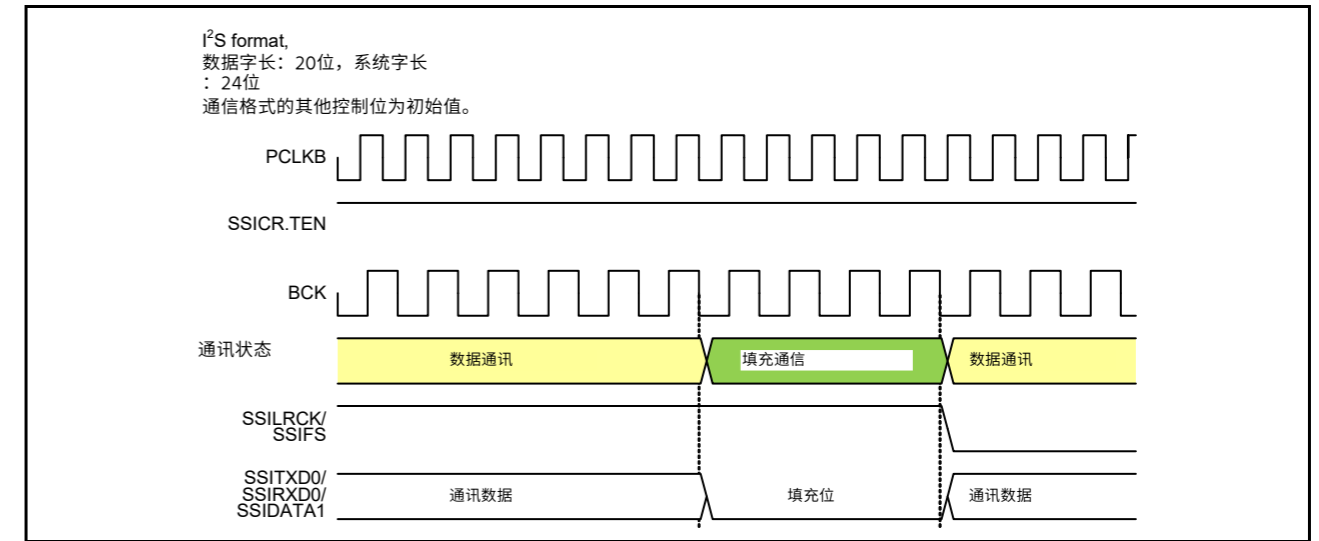 I²S format,
数据字长：20位，系统字长
：24位
通信格式的其他控制位为初始值。
PCLKB
SSICR.TEN
BCK
通讯状态
数据通讯
填充通信
数据通讯
SSILRCK/
SSIFS
SSITXD0/
SSIRXD0/
SSIDATA1
通讯数据
填充位
通讯数据